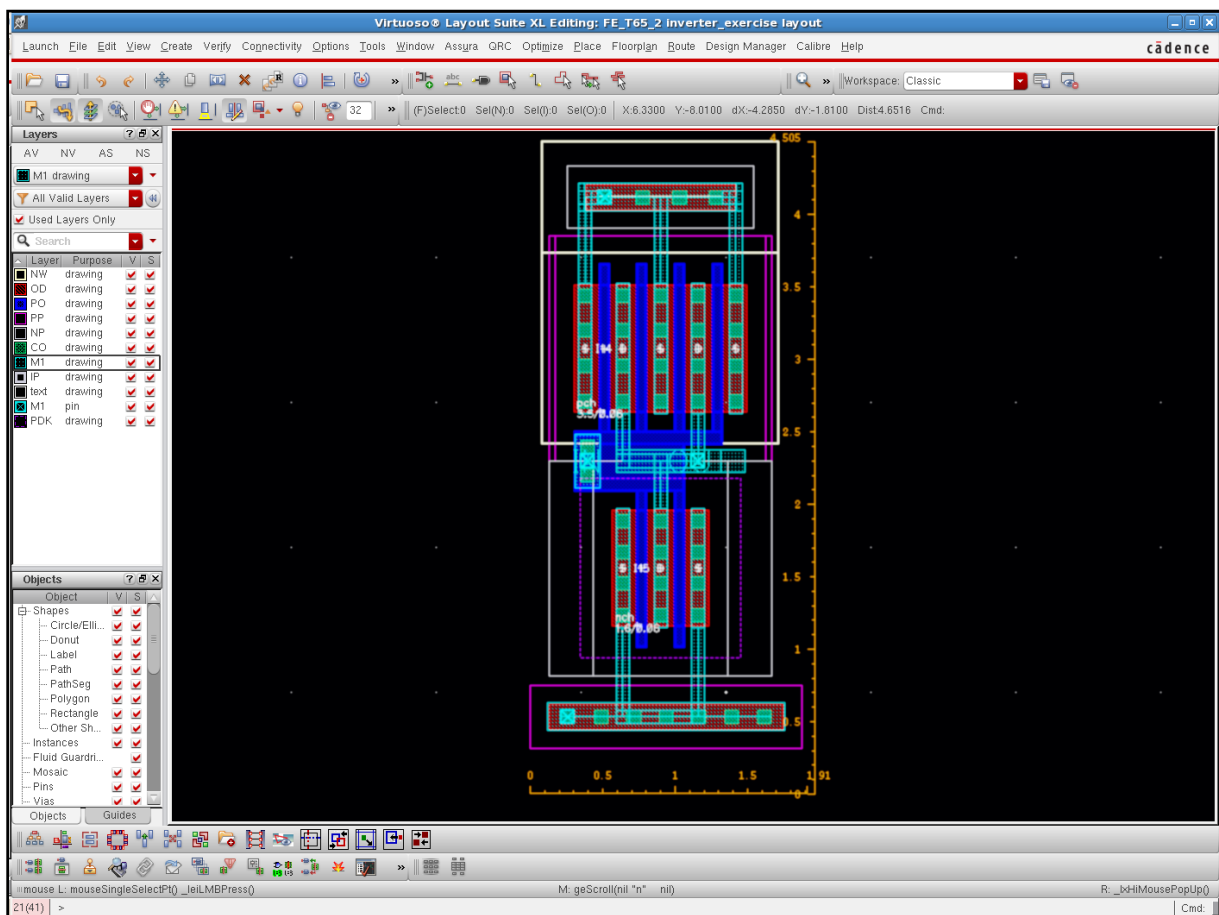 Virtuoso® Layout Suite XL Editing: FE_T65_2 inverter_exercise layout
Launch File Edit View Create Verify Connectivity Options Tools Window Assura QRC Optimize Place Floorplan Route Design Manager Calibre Help
cādence
Workspace: Classic
32
(F)Select:0 Sel(N):0 Sel(I):0 Sel(O):0 X:6.3300 Y:-8.0100 dX:-4.2850 dY:-1.8100 Dist:4.6516 Cmd:
Layers
AV NV AS NS
M1 drawing
All Valid Layers
Used Layers Only
Search
Layer Purpose V S
NW drawing
OD drawing
PO drawing
PP drawing
NP drawing
CO drawing
M1 drawing
IP drawing
text drawing
M1 pin
PDK drawing
Objects
Object V S
Shapes
Circle/Elli...
Donut
Label
Path
PathSeg
Polygon
Rectangle
Other Sh...
Instances
Fluid Guardri...
Mosaic
Pins
Vias
Objects Guides
4.505
4
3.5
S D S D S
3
pch
2.5
2
S I45 D S
1.5
nch
1
0.5
0 0.5 1 1.5 1.91
0
mouse L: mouseSingleSelectPt() _leiLMBPress()
M: geScroll(nil "n" nil)
R: _lxHiMousePopUp()
21(41) >
Cmd: